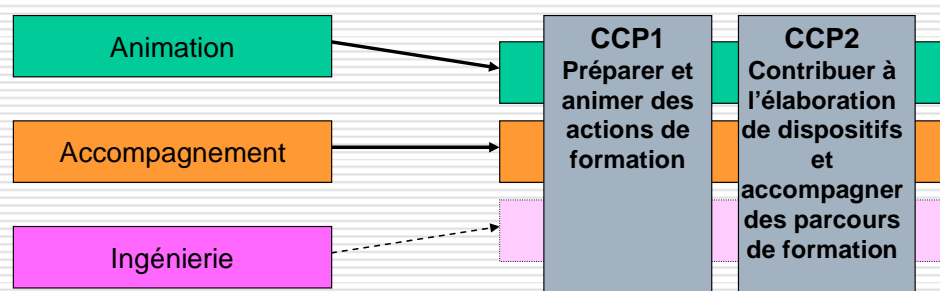 Animation
Accompagnement
Ingénierie
CCP1
Préparer et
animer des
actions de
formation
CCP2
Contribuer à
l'élaboration
de dispositifs
et
accompagner
des parcours
de formation